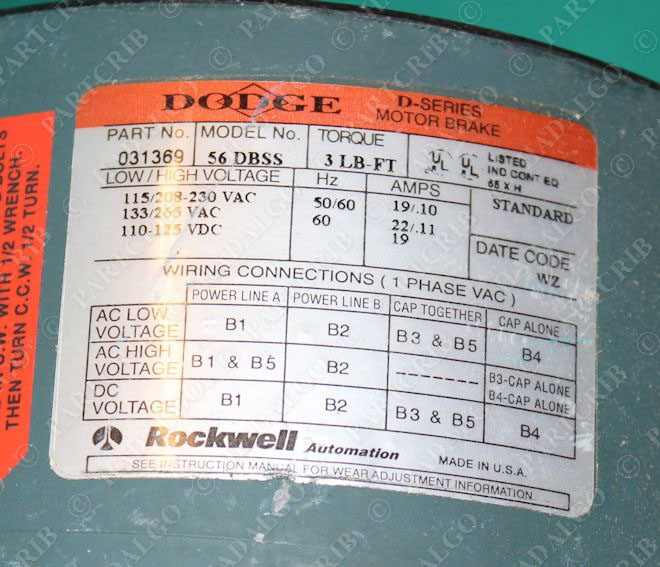 DODGE D-SERIES
MOTOR BRAKE
PART No. MODEL No. TORQUE
031369 56 DBSS 3 LB-FT
UL UL LISTED
IND CONT EQ
65 X H
LOW / HIGH VOLTAGE Hz AMPS STANDARD
115/208-230 VAC 50/60 19/.10
133/265 VAC 60 22/.11
110-125 VDC 19
DATE CODE
WZ
WIRING CONNECTIONS ( 1 PHASE VAC )
POWER LINE A POWER LINE B CAP TOGETHER CAP ALONE
AC LOW
VOLTAGE B1 B2 B3 & B5 B4
AC HIGH
VOLTAGE B1 & B5 B2 -------- B3-CAP ALONE
B4-CAP ALONE
DC
VOLTAGE B1 B2 B3 & B5 B4
Rockwell Automation MADE IN U.S.A.
SEE INSTRUCTION MANUAL FOR WEAR ADJUSTMENT INFORMATION
C.W. WITH 1/2 WRENCH.
THEN TURN C.C.W. 1/2 TURN.
© PARTCRIB
© PADALGO